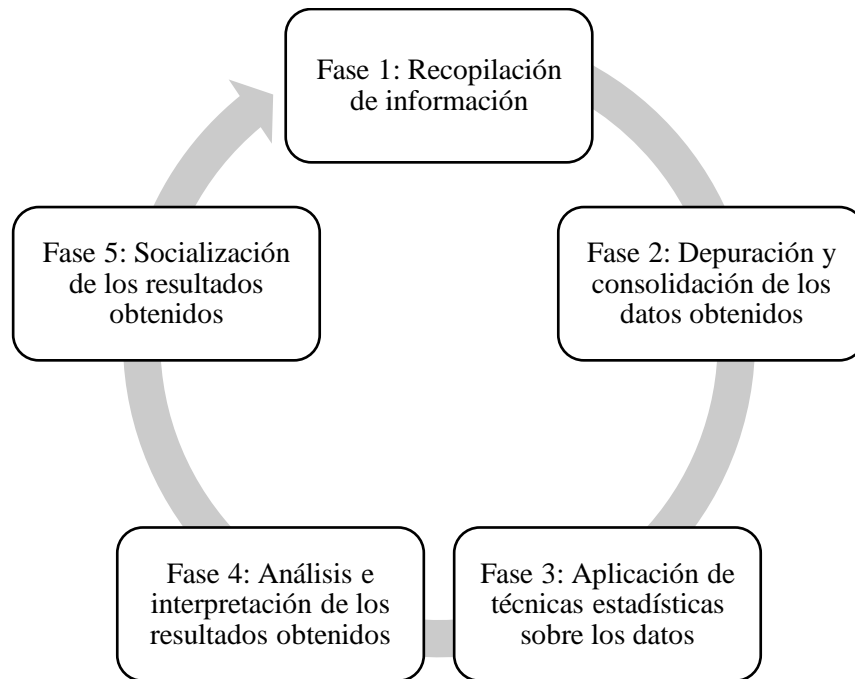 Fase 1: Recopilación
de información
Fase 2: Depuración y
consolidación de los
datos obtenidos
Fase 3: Aplicación de
técnicas estadísticas
sobre los datos
Fase 4: Análisis e
interpretación de los
resultados obtenidos
Fase 5: Socialización
de los resultados
obtenidos